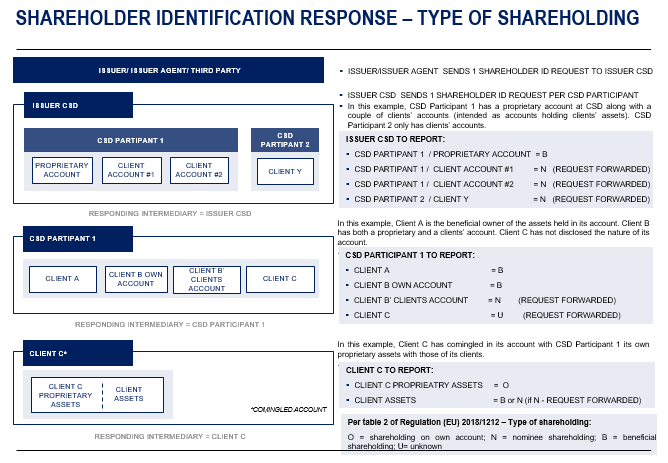 SHAREHOLDER IDENTIFICATION RESPONSE – TYPE OF SHAREHOLDING
ISSUER/ ISSUER AGENT/ THIRD PARTY
▪ ISSUER/ISSUER AGENT SENDS 1 SHAREHOLDER ID REQUEST TO ISSUER CSD
▪ ISSUER CSD SENDS 1 SHAREHOLDER ID REQUEST PER CSD PARTICIPANT
▪ In this example, CSD Participant 1 has a proprietary account at CSD along with a
couple of clients' accounts (intended as accounts holding clients' assets). CSD
Participant 2 only has clients' accounts.
ISSUER CSD
CSD PARTIPANT 1
CSD
PARTIPANT 2
PROPRIETARY
ACCOUNT
CLIENT
ACCOUNT #1
CLIENT
ACCOUNT #2
CLIENT Y
RESPONDING INTERMEDIARY = ISSUER CSD
ISSUER CSD TO REPORT:
▪ CSD PARTIPANT 1 / PROPRIETARY ACCOUNT = B
▪ CSD PARTIPANT 1 / CLIENT ACCOUNT #1 = N (REQUEST FORWARDED)
▪ CSD PARTIPANT 1 / CLIENT ACCOUNT #2 = N (REQUEST FORWARDED)
▪ CSD PARTIPANT 2 / CLIENT Y = N (REQUEST FORWARDED)
In this example, Client A is the beneficial owner of the assets held in its account. Client B
has both a proprietary and a clients' account. Client C has not disclosed the nature of its
account.
CSD PARTIPANT 1
CLIENT A
CLIENT B OWN
ACCOUNT
CLIENT B'
CLIENTS
ACCOUNT
CLIENT C
RESPONDING INTERMEDIARY = CSD PARTICIPANT 1
CSD PARTIPANT 1 TO REPORT:
▪ CLIENT A = B
▪ CLIENT B OWN ACCOUNT = B
▪ CLIENT B' CLIENTS ACCOUNT = N (REQUEST FORWARDED)
▪ CLIENT C = U (REQUEST FORWARDED)
In this example, Client C has comingled in its account with CSD Participant 1 its own
proprietary assets with those of its clients.
CLIENT C*
CLIENT C
PROPRIETARY
ASSETS
CLIENT
ASSETS
*COMINGLED ACCOUNT
RESPONDING INTERMEDIARY = CLIENT C
CLIENT C TO REPORT:
▪ CLIENT C PROPRIEATRY ASSETS = O
▪ CLIENT ASSETS = B or N (if N - REQUEST FORWARDED)
Per table 2 of Regulation (EU) 2018/1212 – Type of shareholding:
O = shareholding on own account; N = nominee shareholding; B = beneficial
shareholding; U= unknown